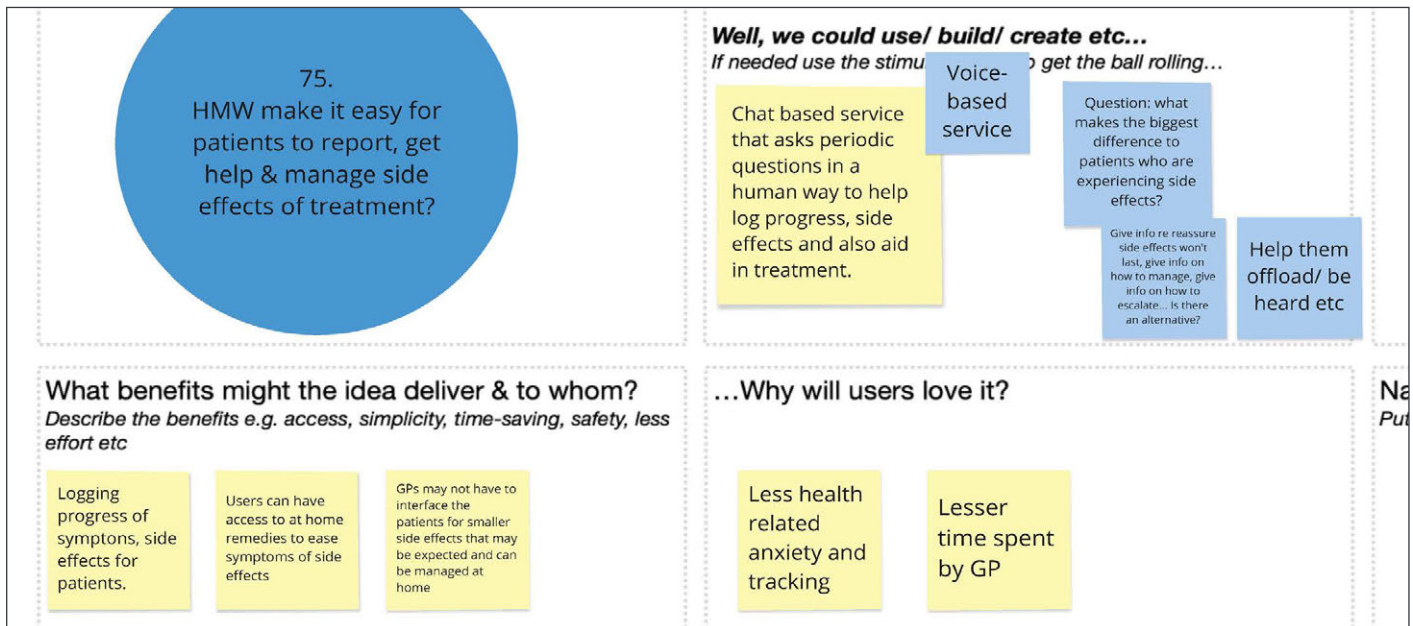 75.
HMW make it easy for
patients to report, get
help & manage side
effects of treatment?
Well, we could use/ build/ create etc...
If needed use the stimu
o get the ball rolling...
Chat based service
that asks periodic
questions in a
human way to help
log progress, side
effects and also aid
in treatment.
Voice-
based
service
Question: what
makes the biggest
difference to
patients who are
experiencing side
effects?
Give info re reassure
side effects won't
last, give info on
how to manage, give
info on how to
escalate... Is there
an alternative?
Help them
offload/ be
heard etc
What benefits might the idea deliver & to whom?
Describe the benefits e.g. access, simplicity, time-saving, safety, less
effort etc
Logging
progress of
symptons, side
effects for
patients.
Users can have
access to at home
remedies to ease
symptoms of side
effects
GPs may not have to
interface the
patients for smaller
side effects that may
be expected and can
be managed at
home
...Why will users love it?
Less health
related
anxiety and
tracking
Lesser
time spent
by GP
Na
Put